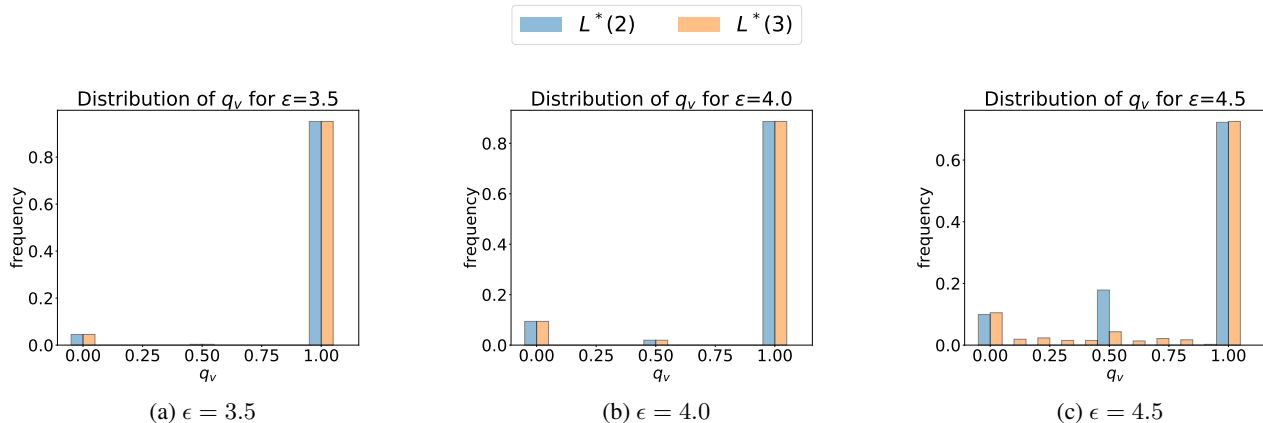 L*(2) L*(3)
Distribution of q_v for ε=3.5
frequency
0.8
0.6
0.4
0.2
0.0
0.00 0.25 0.50 0.75 1.00
q_v
(a) ϵ = 3.5
Distribution of q_v for ε=4.0
frequency
0.8
0.6
0.4
0.2
0.0
0.00 0.25 0.50 0.75 1.00
q_v
(b) ϵ = 4.0
Distribution of q_v for ε=4.5
frequency
0.6
0.4
0.2
0.0
0.00 0.25 0.50 0.75 1.00
q_v
(c) ϵ = 4.5